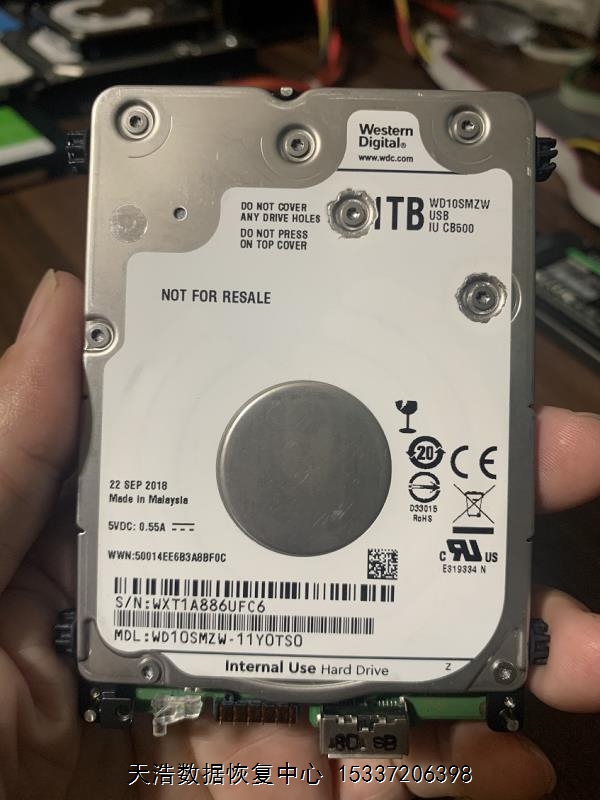 Western
Digital®
www.wdc.com
DO NOT COVER
ANY DRIVE HOLES
DO NOT PRESS
ON TOP COVER
1TB
WD10SMZW
USB
IU CB500
NOT FOR RESALE
20
22 SEP 2018
Made in Malaysia
D33015
RoHS
5VDC: 0.55A
WWN:50014EE6B3A8BF0C
C US
E319334 N
S/N:WXT1A886UFC6
MDL:WD10SMZW-11Y0TS0
Internal Use Hard Drive
Z
天浩数据恢复中心 15337206398